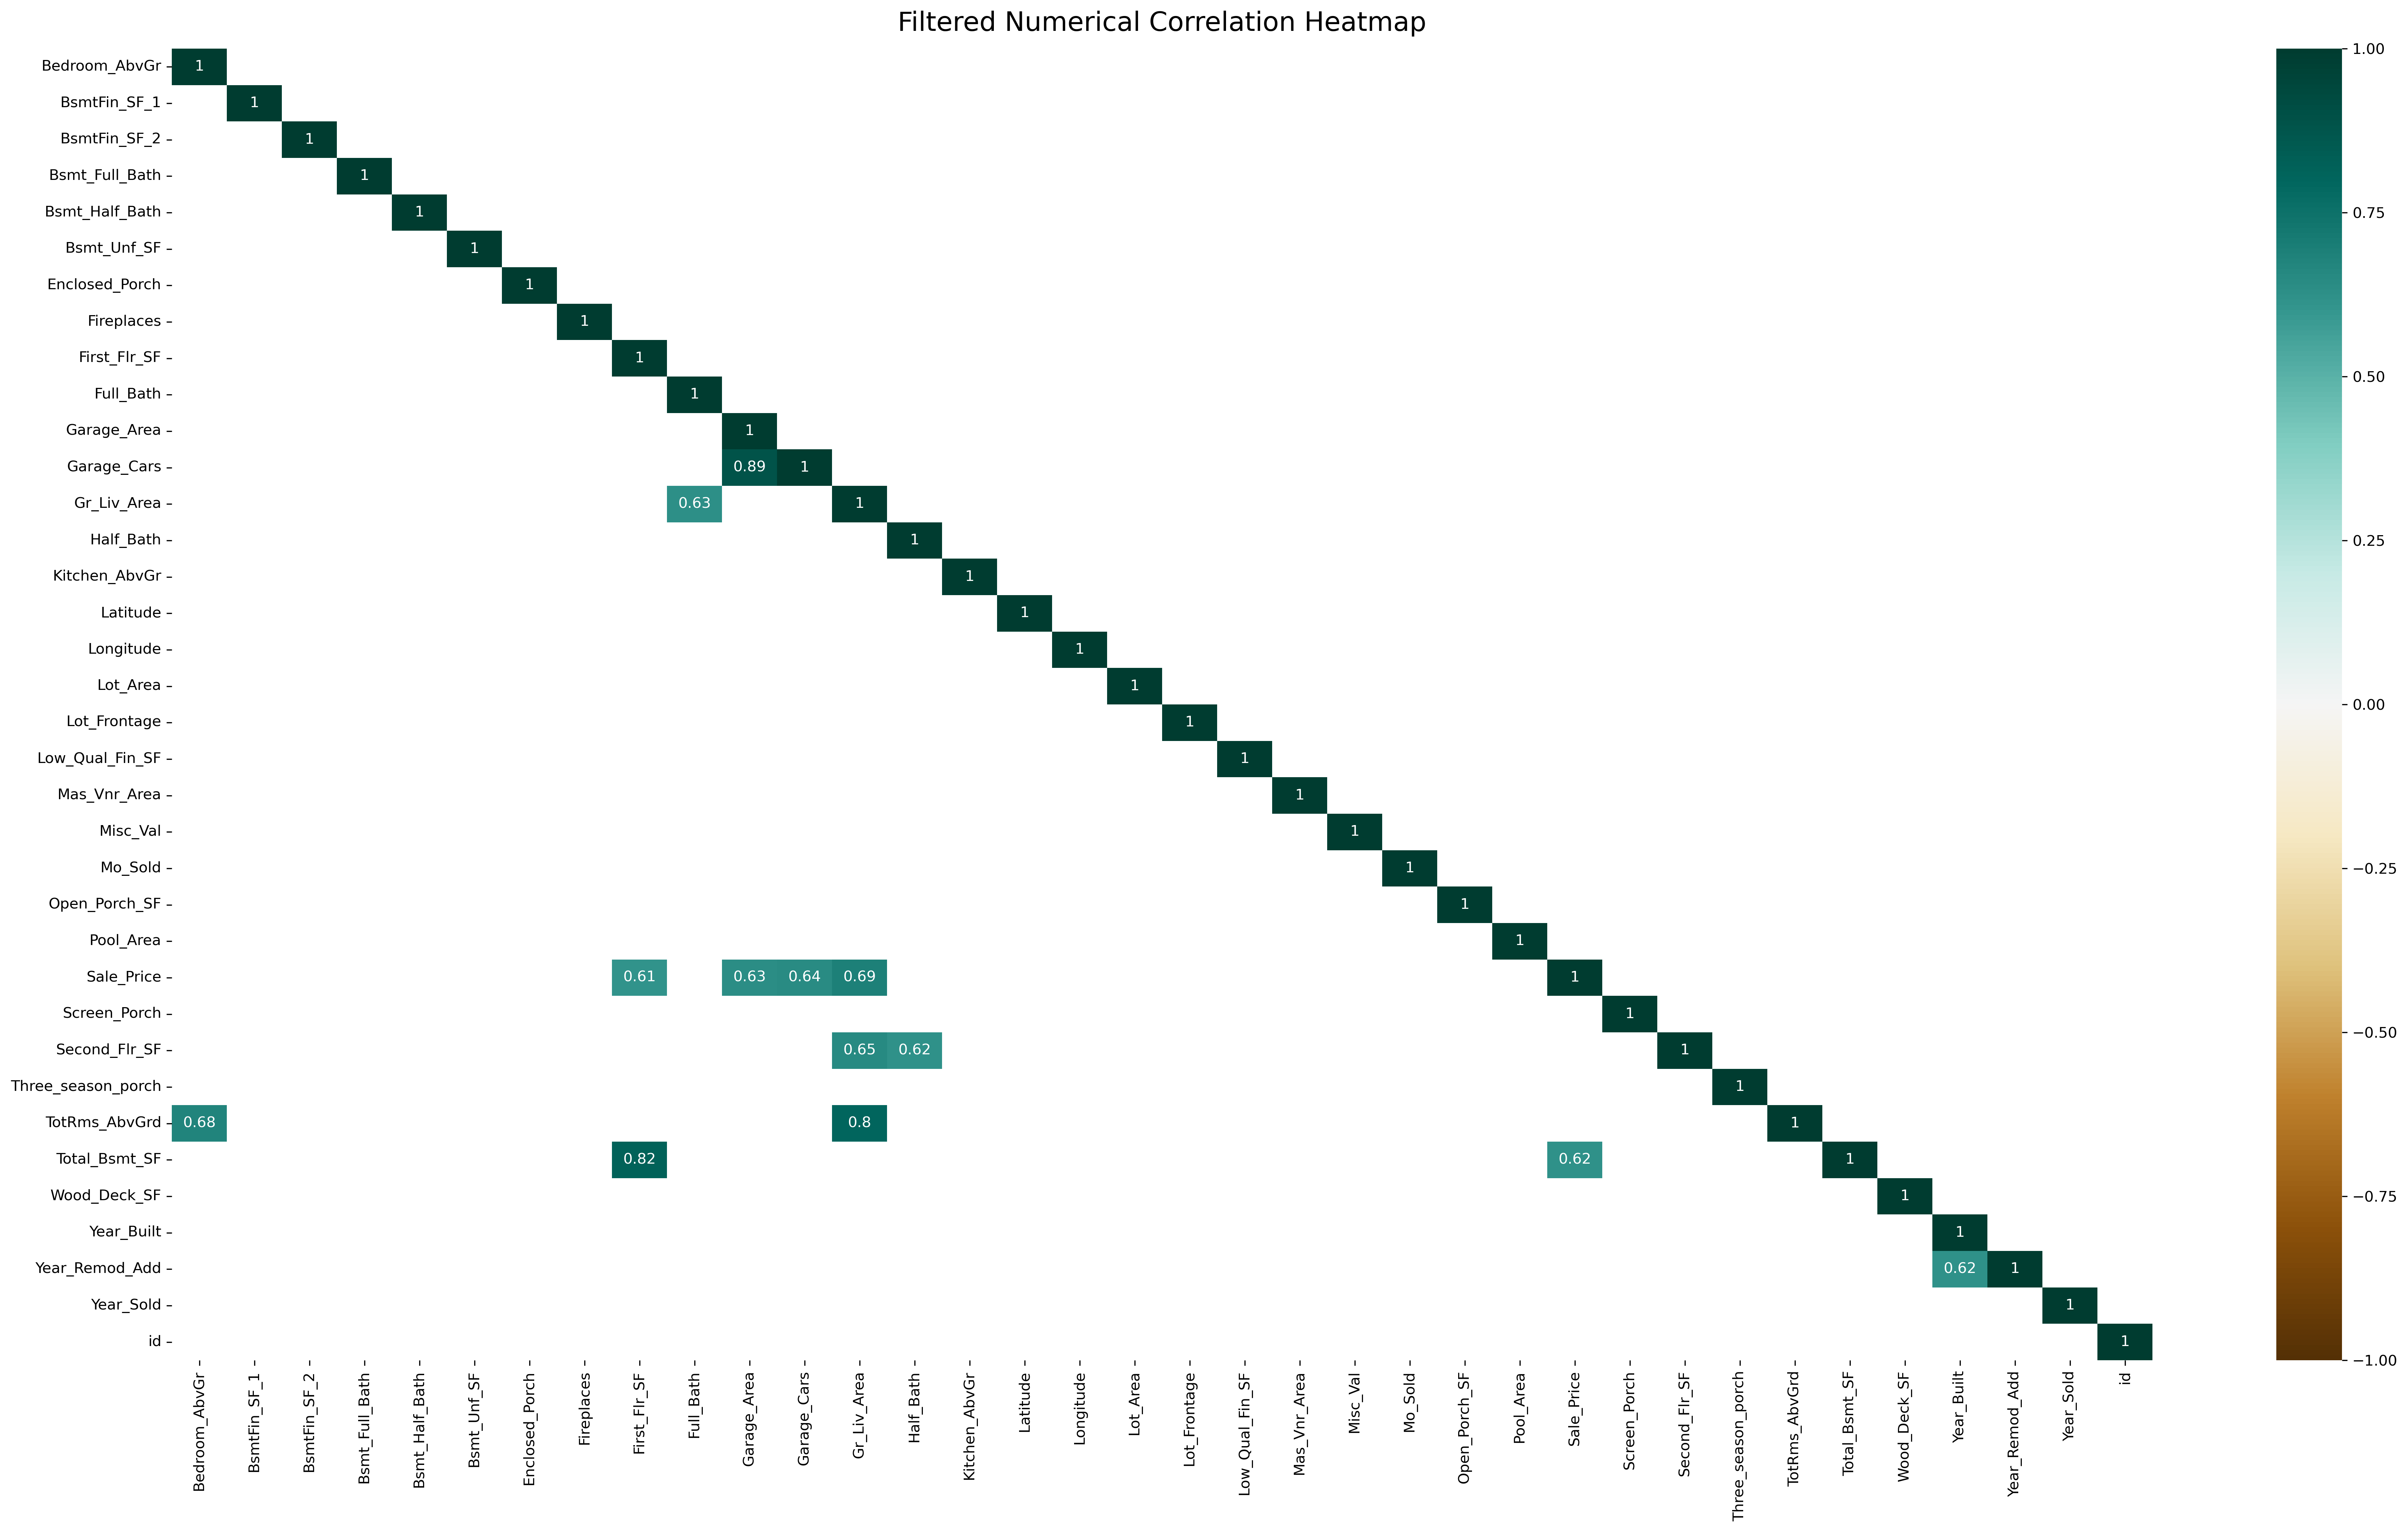 Filtered Numerical Correlation Heatmap
Bedroom_AbvGr 1
BsmtFin_SF_1 1
BsmtFin_SF_2 1
Bsmt_Full_Bath 1
Bsmt_Half_Bath 1
Bsmt_Unf_SF 1
Enclosed_Porch 1
Fireplaces 1
First_Flr_SF 1
Full_Bath 1
Garage_Area 1
Garage_Cars 0.89 1
Gr_Liv_Area 0.63 1
Half_Bath 1
Kitchen_AbvGr 1
Latitude 1
Longitude 1
Lot_Area 1
Lot_Frontage 1
Low_Qual_Fin_SF 1
Mas_Vnr_Area 1
Misc_Val 1
Mo_Sold 1
Open_Porch_SF 1
Pool_Area 1
Sale_Price 0.61 0.63 0.64 0.69 1
Screen_Porch 1
Second_Flr_SF 0.65 0.62 1
Three_season_porch 1
TotRms_AbvGrd 0.68 0.8 1
Total_Bsmt_SF 0.82 0.62 1
Wood_Deck_SF 1
Year_Built 1
Year_Remod_Add 0.62 1
Year_Sold 1
id 1
Bedroom_AbvGr
BsmtFin_SF_1
BsmtFin_SF_2
Bsmt_Full_Bath
Bsmt_Half_Bath
Bsmt_Unf_SF
Enclosed_Porch
Fireplaces
First_Flr_SF
Full_Bath
Garage_Area
Garage_Cars
Gr_Liv_Area
Half_Bath
Kitchen_AbvGr
Latitude
Longitude
Lot_Area
Lot_Frontage
Low_Qual_Fin_SF
Mas_Vnr_Area
Misc_Val
Mo_Sold
Open_Porch_SF
Pool_Area
Sale_Price
Screen_Porch
Second_Flr_SF
Three_season_porch
TotRms_AbvGrd
Total_Bsmt_SF
Wood_Deck_SF
Year_Built
Year_Remod_Add
Year_Sold
id
1.00
0.75
0.50
0.25
0.00
−0.25
−0.50
−0.75
−1.00